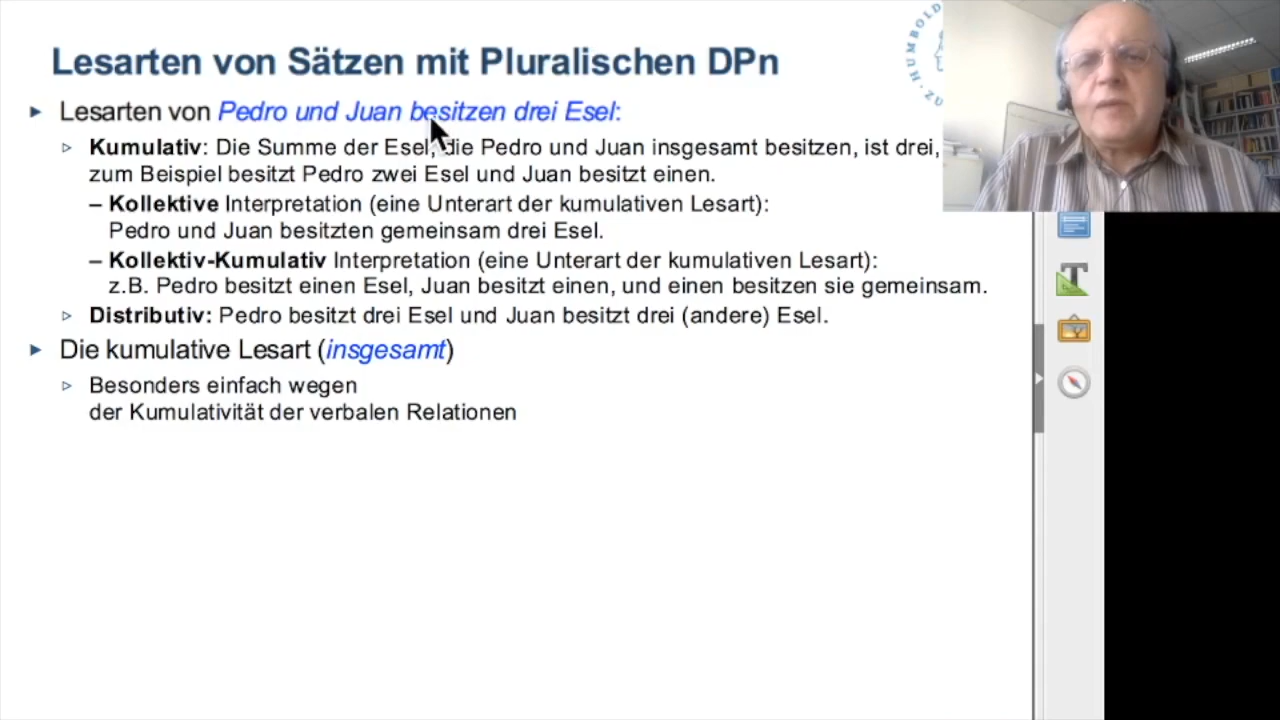 Lesarten von Sätzen mit Pluralischen DPn
HUMBOLD
ZU
Lesarten von Pedro und Juan besitzen drei Esel:
Kumulativ: Die Summe der Esel, die Pedro und Juan insgesamt besitzen, ist drei,
zum Beispiel besitzt Pedro zwei Esel und Juan besitzt einen.
– Kollektive Interpretation (eine Unterart der kumulativen Lesart):
Pedro und Juan besitzten gemeinsam drei Esel.
– Kollektiv-Kumulativ Interpretation (eine Unterart der kumulativen Lesart):
z.B. Pedro besitzt einen Esel, Juan besitzt einen, und einen besitzen sie gemeinsam.
Distributiv: Pedro besitzt drei Esel und Juan besitzt drei (andere) Esel.
Die kumulative Lesart (insgesamt)
Besonders einfach wegen
der Kumulativität der verbalen Relationen
T